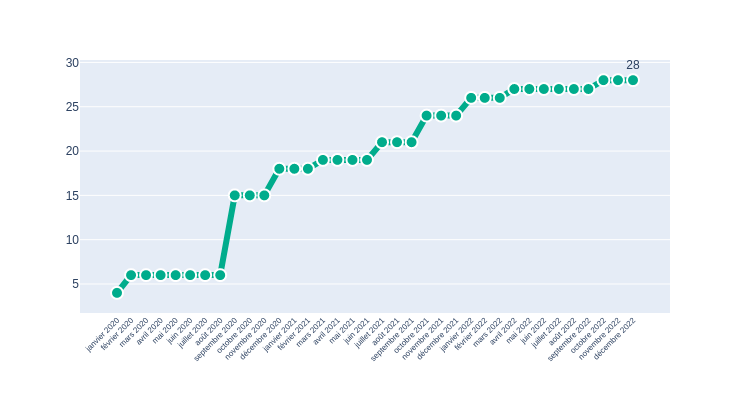 30
28
25
20
15
10
5
janvier 2020
février 2020
mars 2020
avril 2020
mai 2020
juin 2020
juillet 2020
août 2020
septembre 2020
octobre 2020
novembre 2020
décembre 2020
janvier 2021
février 2021
mars 2021
avril 2021
mai 2021
juin 2021
juillet 2021
août 2021
septembre 2021
octobre 2021
novembre 2021
décembre 2021
janvier 2022
février 2022
mars 2022
avril 2022
mai 2022
juin 2022
juillet 2022
août 2022
septembre 2022
octobre 2022
novembre 2022
décembre 2022